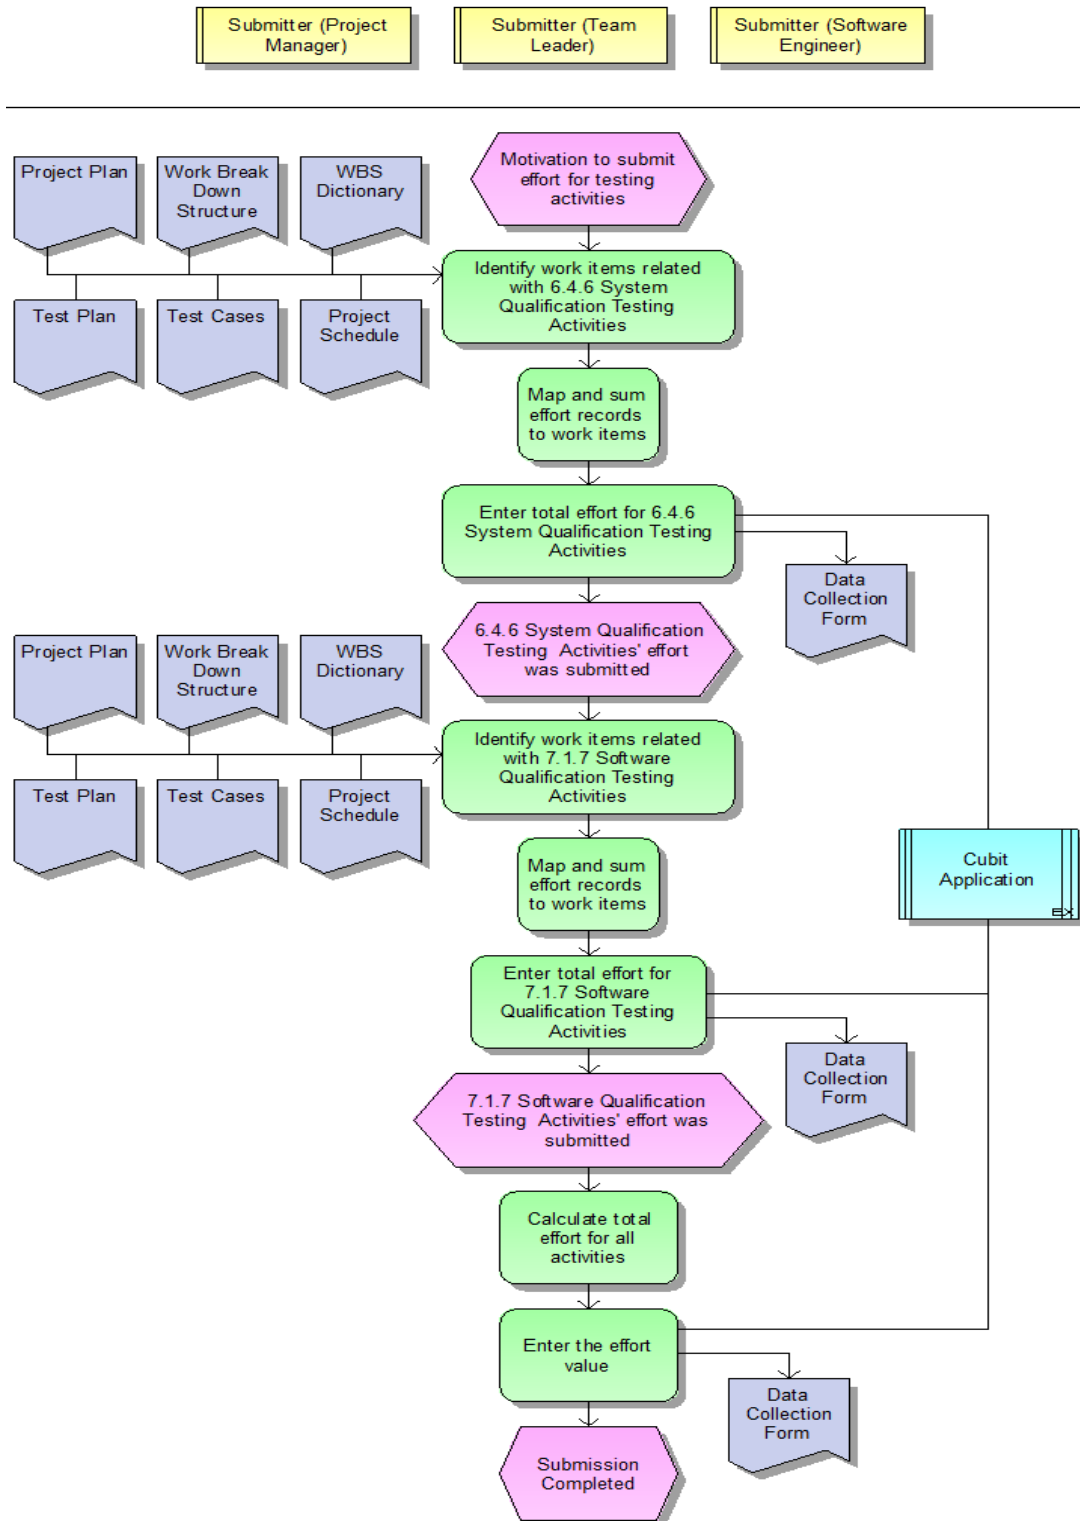 Submitter (Project
Manager)
Submitter (Team
Leader)
Submitter (Software
Engineer)
Project Plan
Work Break
Down
Structure
WBS
Dictionary
Motivation to submit
effort for testing
activities
Test Plan
Test Cases
Project
Schedule
Identify work items related
with 6.4.6 System
Qualification Testing
Activities
Map and sum
effort records
to work items
Enter total effort for 6.4.6
System Qualification Testing
Activities
Data
Collection
Form
6.4.6 System Qualification
Testing Activities' effort
was submitted
Project Plan
Work Break
Down
Structure
WBS
Dictionary
Test Plan
Test Cases
Project
Schedule
Identify work items related
with 7.1.7 Software
Qualification Testing
Activities
Map and sum
effort records
to work items
Cubit
Application
EX
Enter total effort for
7.1.7 Software
Qualification Testing
Activities
Data
Collection
Form
7.1.7 Software Qualification
Testing Activities' effort was
submitted
Calculate total
effort for all
activities
Enter the effort
value
Data
Collection
Form
Submission
Completed